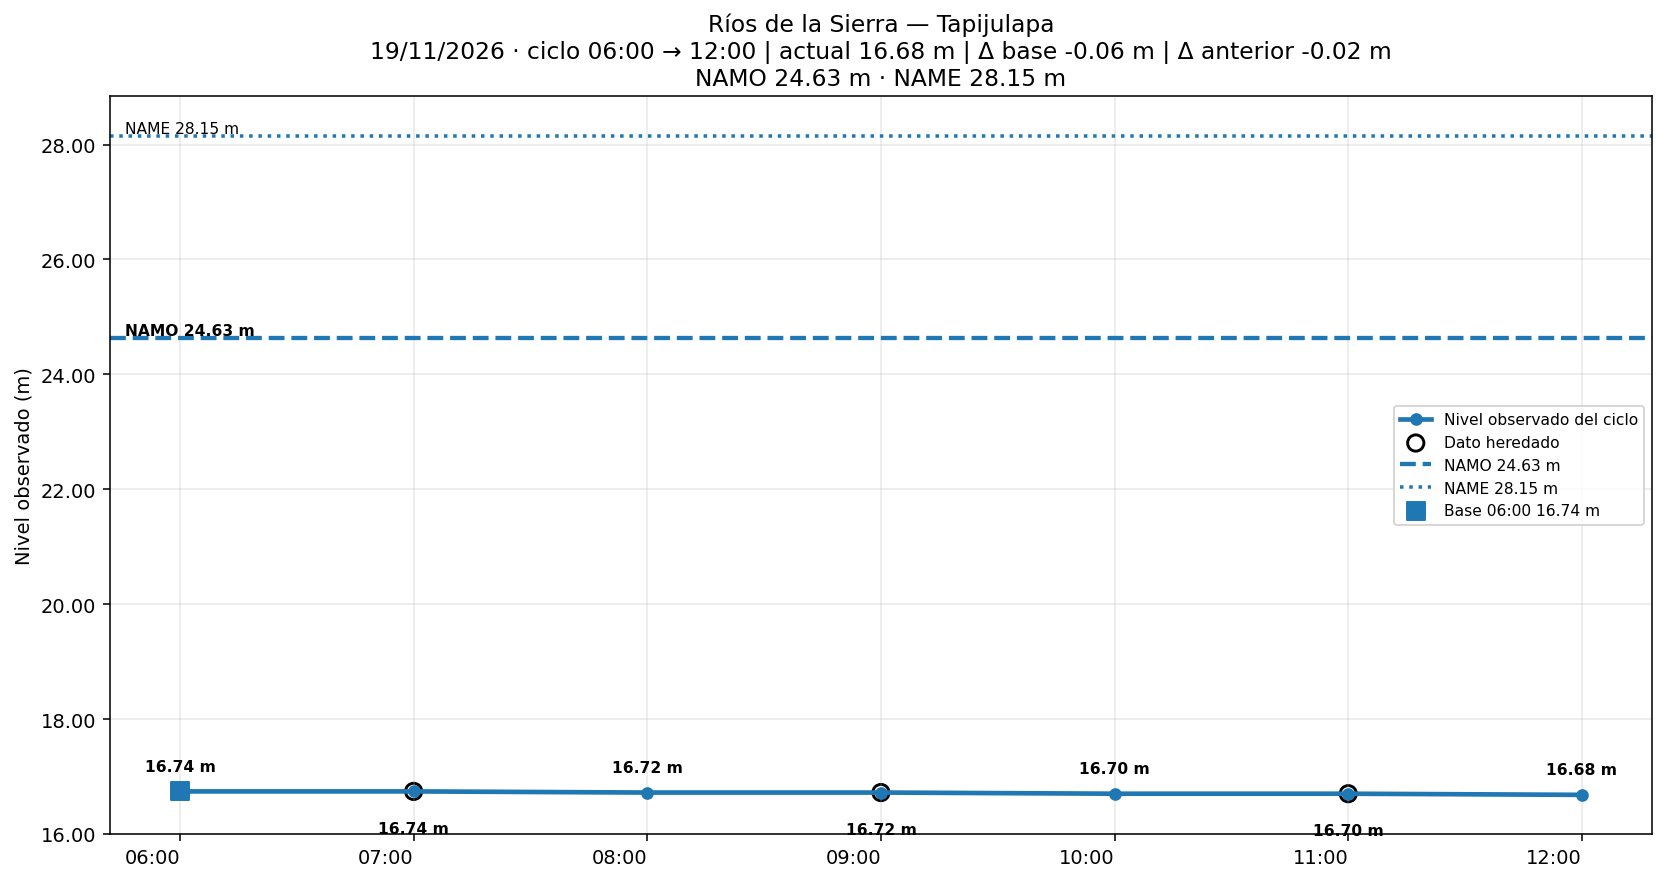 Ríos de la Sierra — Tapijulapa
19/11/2026 · ciclo 06:00 → 12:00 | actual 16.68 m | Δ base -0.06 m | Δ anterior -0.02 m
NAMO 24.63 m · NAME 28.15 m
NAME 28.15 m
28.00
26.00
NAMO 24.63 m
24.00
22.00
20.00
18.00
16.00
Nivel observado (m)
Nivel observado del ciclo
Dato heredado
NAMO 24.63 m
NAME 28.15 m
Base 06:00 16.74 m
16.74 m
16.74 m
16.72 m
16.72 m
16.70 m
16.70 m
16.68 m
06:00
07:00
08:00
09:00
10:00
11:00
12:00